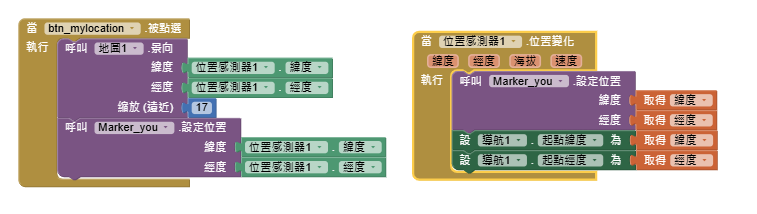 當 btn_mylocation .被點選
執行 呼叫 地圖1 .景向
緯度 位置感測器1 . 緯度
經度 位置感測器1 . 經度
縮放 (遠近) 17
呼叫 Marker_you .設定位置
緯度 位置感測器1 . 緯度
經度 位置感測器1 . 經度
當 位置感測器1 .位置變化
緯度 經度 海拔 速度
執行 呼叫 Marker_you .設定位置
緯度 取得 緯度
經度 取得 經度
設 導航1 . 起點緯度 為 取得 緯度
設 導航1 . 起點經度 為 取得 經度